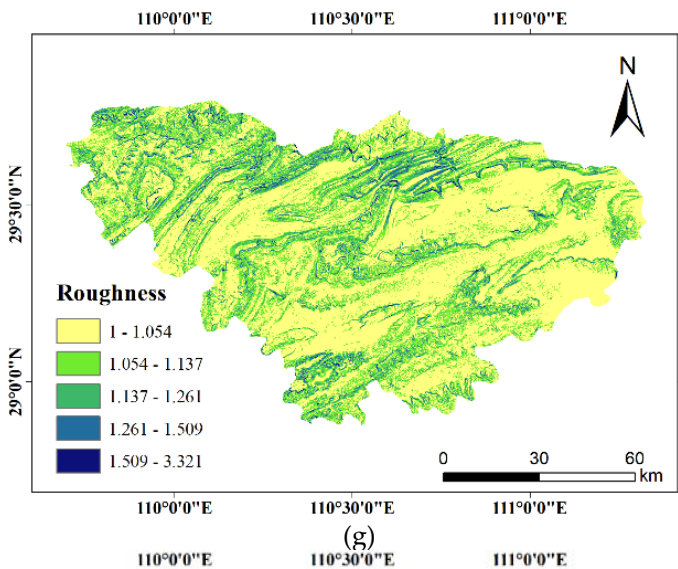 110°0'0"E 110°30'0"E 111°0'0"E
N
29°30'0"N
29°0'0"N
Roughness
1 - 1.054
1.054 - 1.137
1.137 - 1.261
1.261 - 1.509
1.509 - 3.321
0 30 60
km
110°0'0"E 110°30'0"E 111°0'0"E
(g)
110°0'0"E 110°30'0"E 111°0'0"E